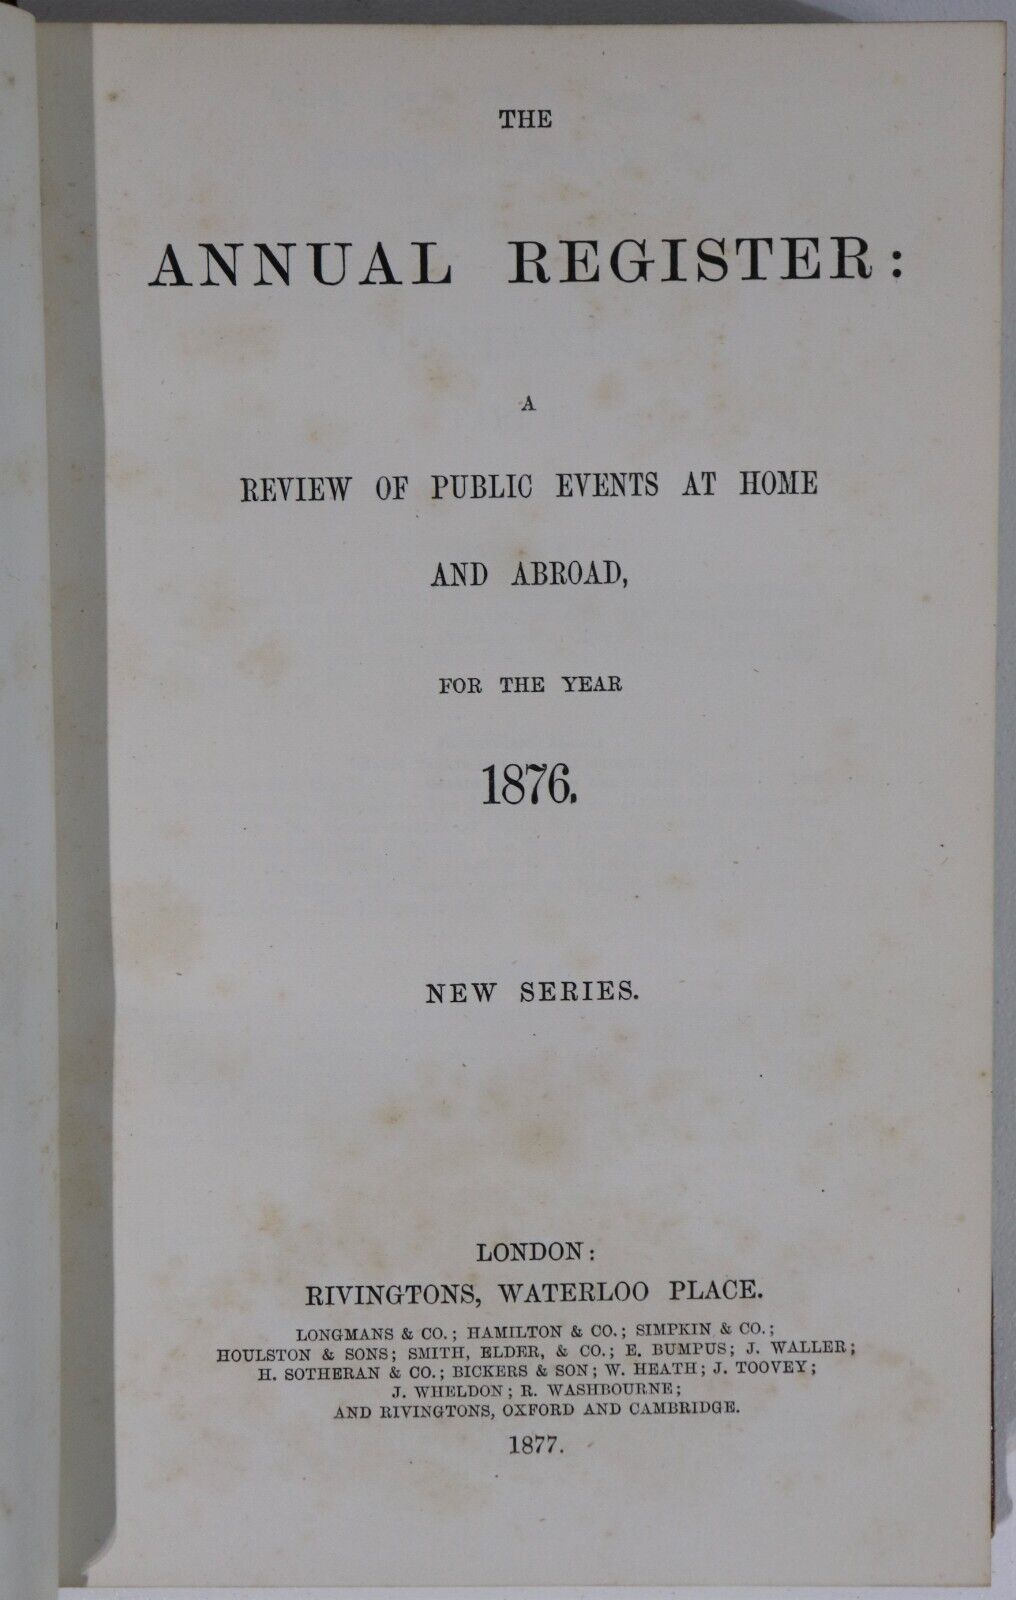 THE
ANNUAL REGISTER:
A
REVIEW OF PUBLIC EVENTS AT HOME
AND ABROAD,
FOR THE YEAR
1876.
NEW SERIES.
LONDON:
RIVINGTONS, WATERLOO PLACE.
LONGMANS & CO.; HAMILTON & CO.; SIMPKIN & CO.;
HOULSTON & SONS; SMITH, ELDER, & CO.; E. BUMPUS; J. WALLER;
H. SOTHERAN & CO.; BICKERS & SON; W. HEATH; J. TOOVEY;
J. WHELDON; R. WASHBOURNE;
AND RIVINGTONS, OXFORD AND CAMBRIDGE.
1877.